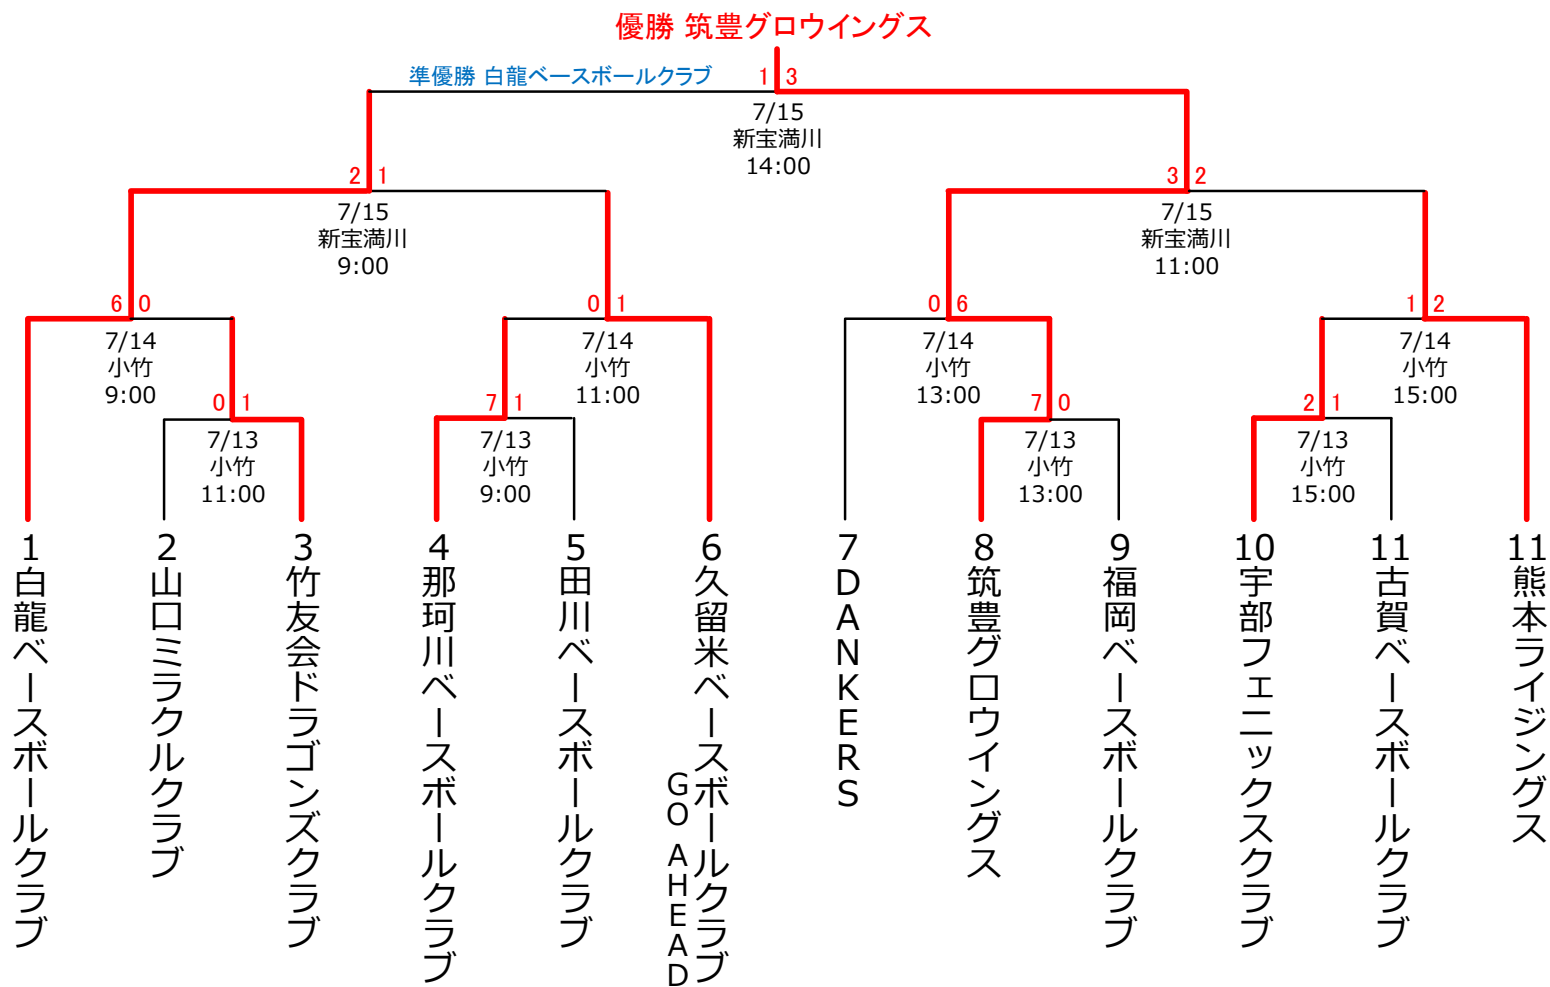 優勝 筑豊グロウイングス
準優勝 白龍ベースボールクラブ
1 3
7/15
新宝満川
14:00
2 1
7/15
新宝満川
9:00
3 2
7/15
新宝満川
11:00
6 0
7/14
小竹
9:00
0 1
7/14
小竹
11:00
0 6
7/14
小竹
13:00
1 2
7/14
小竹
15:00
0 1
7/13
小竹
11:00
7 1
7/13
小竹
9:00
7 0
7/13
小竹
13:00
2 1
7/13
小竹
15:00
1 白龍ベースボールクラブ
2 山口ミラクルクラブ
3 竹友会ドラゴンズクラブ
4 那珂川ベースボールクラブ
5 田川ベースボールクラブ
6 久留米ベースボールクラブ
GO AHEAD
7 DANKERS
8 筑豊グロウイングス
9 福岡ベースボールクラブ
10 宇部フェニックスクラブ
11 古賀ベースボールクラブ
11 熊本ライジングス